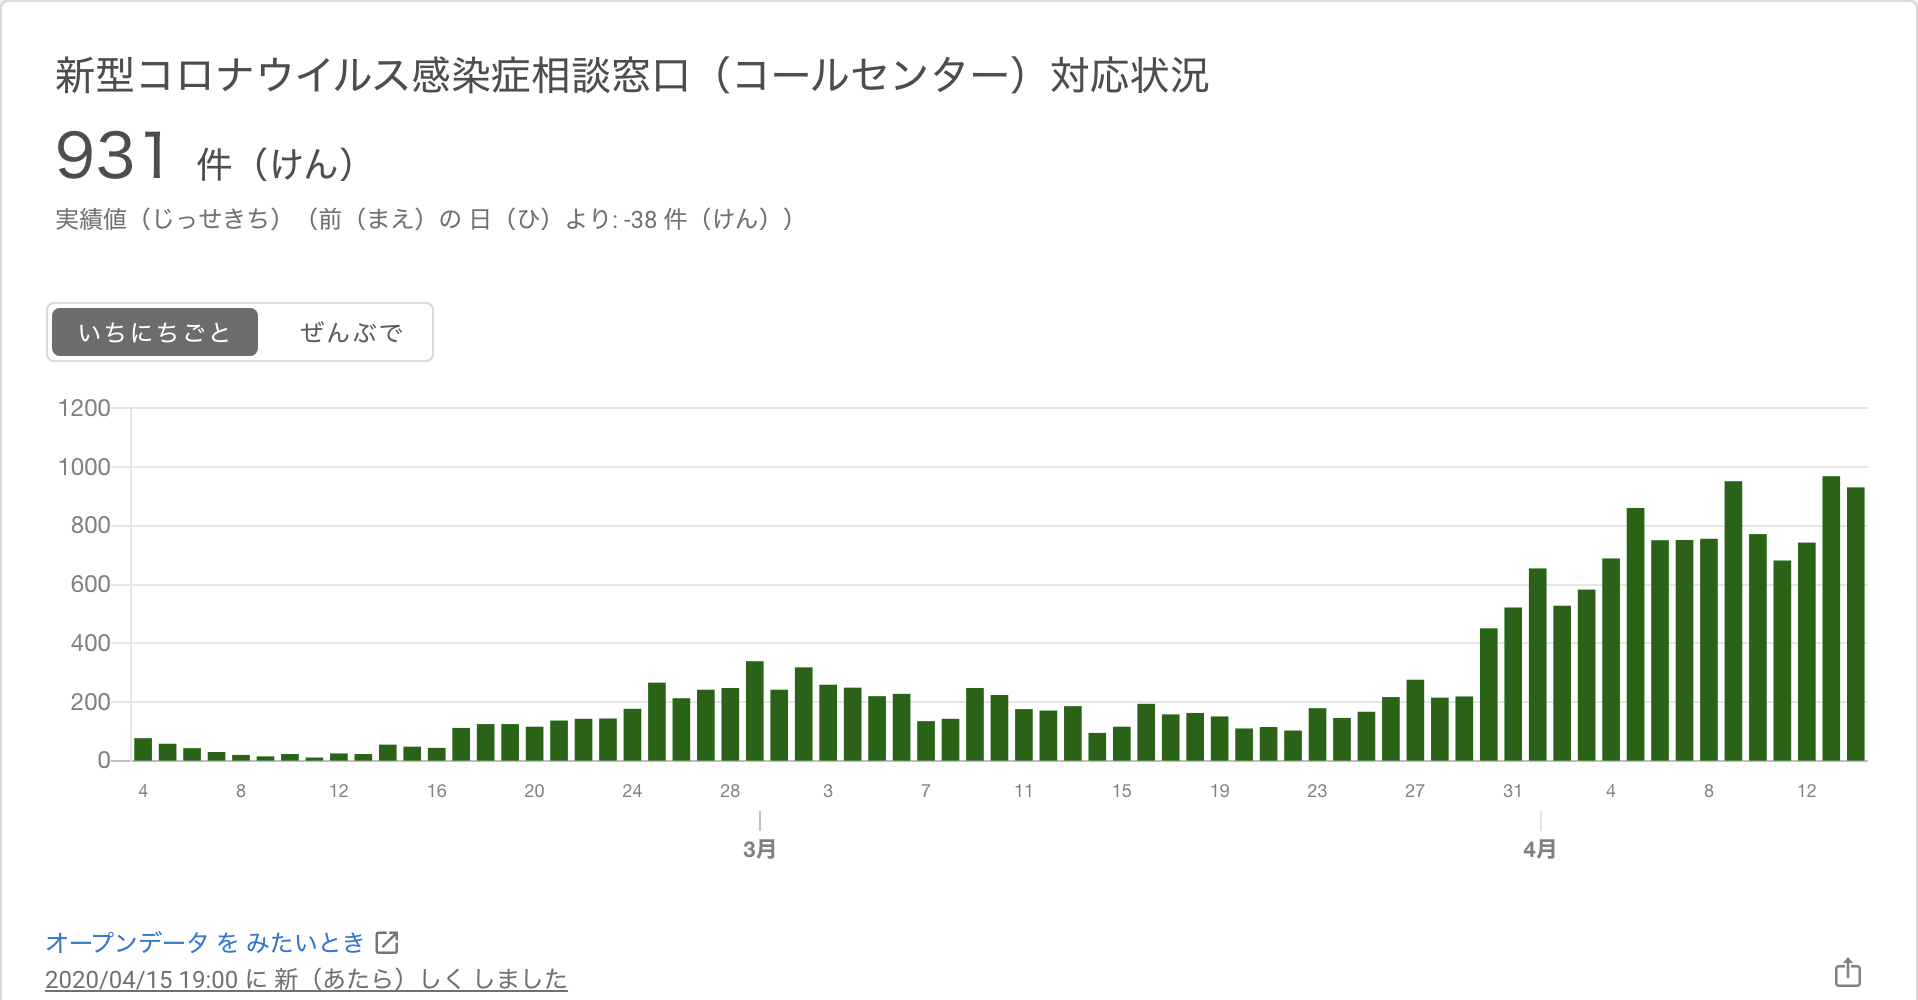 新型コロナウイルス感染症相談窓口（コールセンター）対応状況
931 件（けん）
実績値（じっせきち）（前（まえ）の 日（ひ）より: -38 件（けん））
いちにちごと ぜんぶで
1200
1000
800
600
400
200
0
4 8 12 16 20 24 28 3 7 11 15 19 23 27 31 4 8 12
3月 4月
オープンデータ を みたいとき
2020/04/15 19:00 に 新（あたら）しく しました